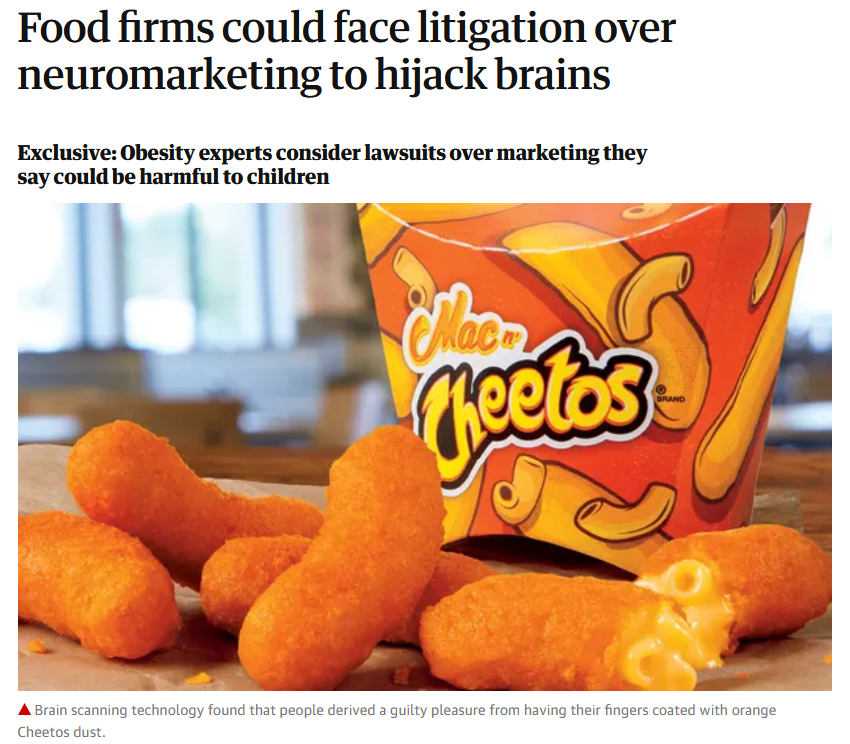 Food firms could face litigation over
neuromarketing to hijack brains
Exclusive: Obesity experts consider lawsuits over marketing they
say could be harmful to children
Mac n'
Cheetos
® BRAND
Brain scanning technology found that people derived a guilty pleasure from having their fingers coated with orange
Cheetos dust.